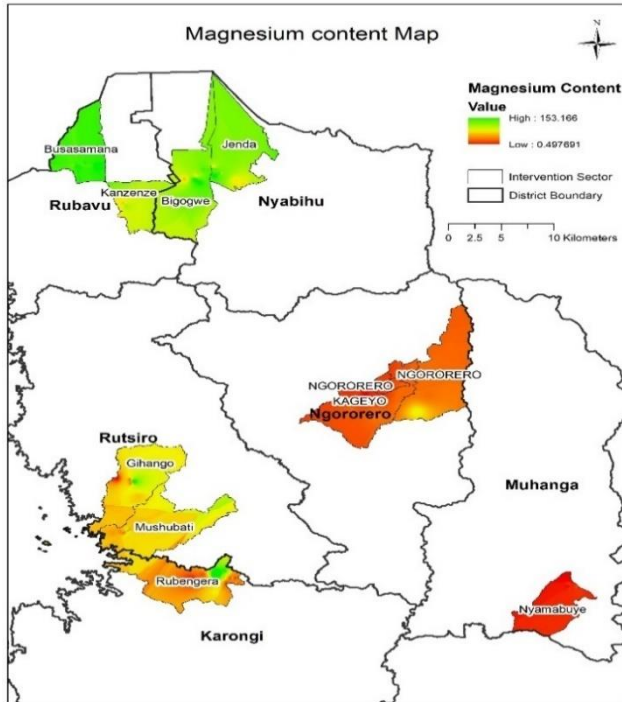 Magnesium content Map
N
Magnesium Content
Value
High : 153.166
Low : 0.497691
Intervention Sector
District Boundary
0 2.5 5 10 Kilometers
Busasamana
Jenda
Kanzenze
Bigogwe
Rubavu
Nyabihu
NGORORERO
NGORORERO
KAGEYO
Ngororero
Rutsiro
Gihango
Mushubati
Muhanga
Rubengera
Nyamabuye
Karongi